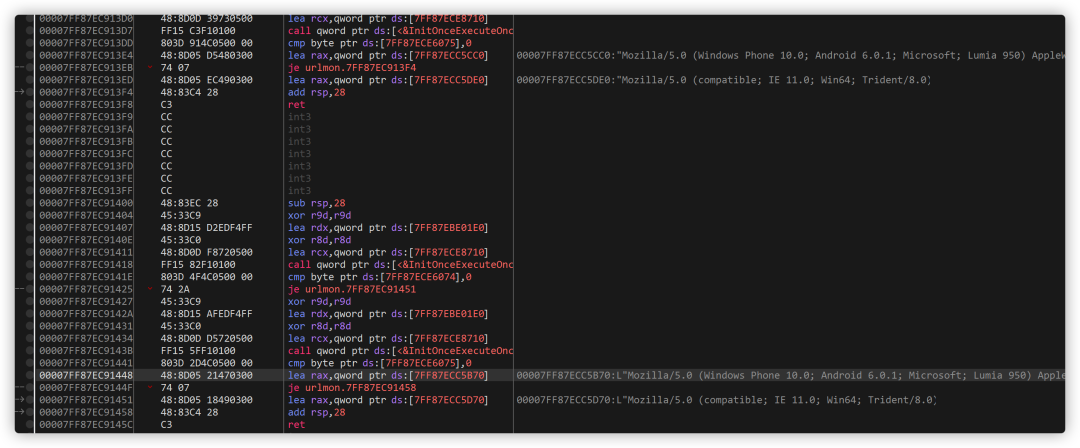 00007FF87EC913D0 48:8D0D 39730500 lea rcx,qword ptr ds:[7FF87ECE8710]
00007FF87EC913D7 FF15 C3F10100 call qword ptr ds:[<&InitOnceExecuteOnc
00007FF87EC913DD 803D 914C0500 00 cmp byte ptr ds:[7FF87ECE6075],0
00007FF87EC913E4 48:8D05 D5480300 lea rax,qword ptr ds:[7FF87ECC5CC0] 00007FF87ECC5CC0:"Mozilla/5.0 (Windows Phone 10.0; Android 6.0.1; Microsoft; Lumia 950) AppleW
00007FF87EC913EB 74 07 je urlmon.7FF87EC913F4
00007FF87EC913ED 48:8D05 EC490300 lea rax,qword ptr ds:[7FF87ECC5DE0] 00007FF87ECC5DE0:"Mozilla/5.0 (compatible; IE 11.0; Win64; Trident/8.0)
00007FF87EC913F4 48:83C4 28 add rsp,28
00007FF87EC913F8 C3 ret
00007FF87EC913F9 CC int3
00007FF87EC913FA CC int3
00007FF87EC913FB CC int3
00007FF87EC913FC CC int3
00007FF87EC913FD CC int3
00007FF87EC913FE CC int3
00007FF87EC913FF CC int3
00007FF87EC91400 48:83EC 28 sub rsp,28
00007FF87EC91404 45:33C9 xor r9d,r9d
00007FF87EC91407 48:8D15 D2EDF4FF lea rdx,qword ptr ds:[7FF87EBE01E0]
00007FF87EC9140E 45:33C0 xor r8d,r8d
00007FF87EC91411 48:8D0D F8720500 lea rcx,qword ptr ds:[7FF87ECE8710]
00007FF87EC91418 FF15 82F10100 call qword ptr ds:[<&InitOnceExecuteOnc
00007FF87EC9141E 803D 4F4C0500 00 cmp byte ptr ds:[7FF87ECE6074],0
00007FF87EC91425 74 2A je urlmon.7FF87EC91451
00007FF87EC91427 45:33C9 xor r9d,r9d
00007FF87EC9142A 48:8D15 AFEDF4FF lea rdx,qword ptr ds:[7FF87EBE01E0]
00007FF87EC91431 45:33C0 xor r8d,r8d
00007FF87EC91434 48:8D0D D5720500 lea rcx,qword ptr ds:[7FF87ECE8710]
00007FF87EC9143B FF15 5FF10100 call qword ptr ds:[<&InitOnceExecuteOnc
00007FF87EC91441 803D 2D4C0500 00 cmp byte ptr ds:[7FF87ECE6075],0
00007FF87EC91448 48:8D05 21470300 lea rax,qword ptr ds:[7FF87ECC5B70] 00007FF87ECC5B70:L"Mozilla/5.0 (Windows Phone 10.0; Android 6.0.1; Microsoft; Lumia 950) Apple
00007FF87EC9144F 74 07 je urlmon.7FF87EC91458
00007FF87EC91451 48:8D05 18490300 lea rax,qword ptr ds:[7FF87ECC5D70] 00007FF87ECC5D70:L"Mozilla/5.0 (compatible; IE 11.0; Win64; Trident/8.0)
00007FF87EC91458 48:83C4 28 add rsp,28
00007FF87EC9145C C3 ret